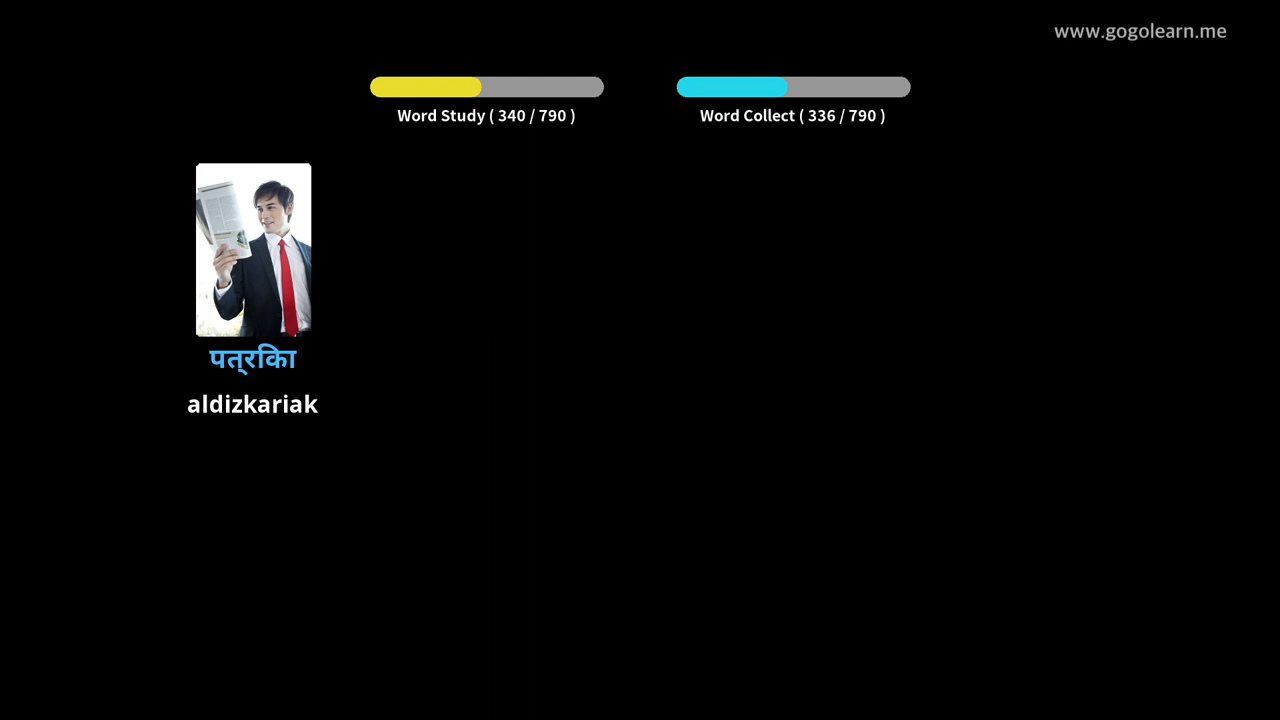 www.gogolearn.me
Word Study ( 340 / 790 )
Word Collect ( 336 / 790 )
पत्रिका
aldizkariak